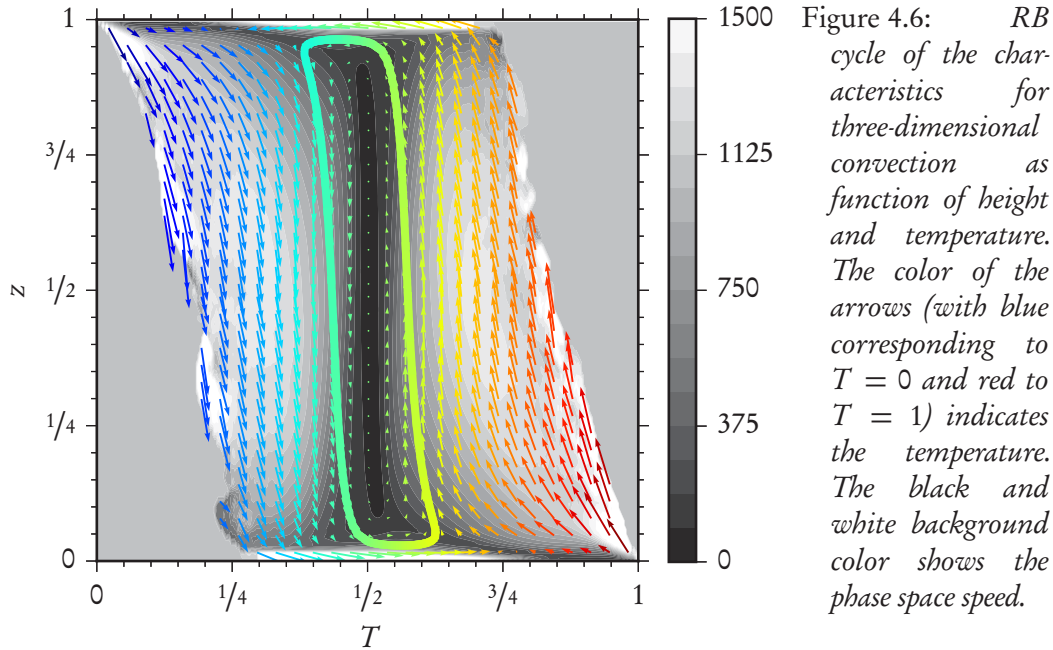 1
3/4
1/2
1/4
0
z
0
1/4
1/2
3/4
1
T
1500
1125
750
375
0
Figure 4.6: RB
cycle of the char-
acteristics for
three-dimensional
convection as
function of height
and temperature.
The color of the
arrows (with blue
corresponding to
T = 0 and red to
T = 1) indicates
the temperature.
The black and
white background
color shows the
phase space speed.